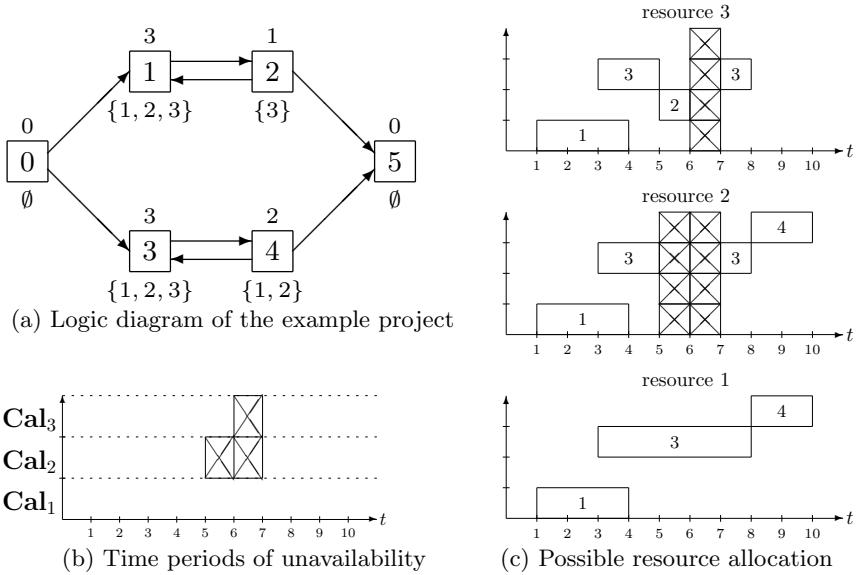 3
1
1
2
{1, 2, 3}
{3}
0
0
0
5
∅
∅
3
2
3
4
{1, 2, 3}
{1, 2}
(a) Logic diagram of the example project
Cal₃
Cal₂
Cal₁
t
1 2 3 4 5 6 7 8 9 10
(b) Time periods of unavailability
resource 3
3
3
2
1
t
1 2 3 4 5 6 7 8 9 10
resource 2
4
3
3
1
t
1 2 3 4 5 6 7 8 9 10
resource 1
4
3
1
t
1 2 3 4 5 6 7 8 9 10
(c) Possible resource allocation